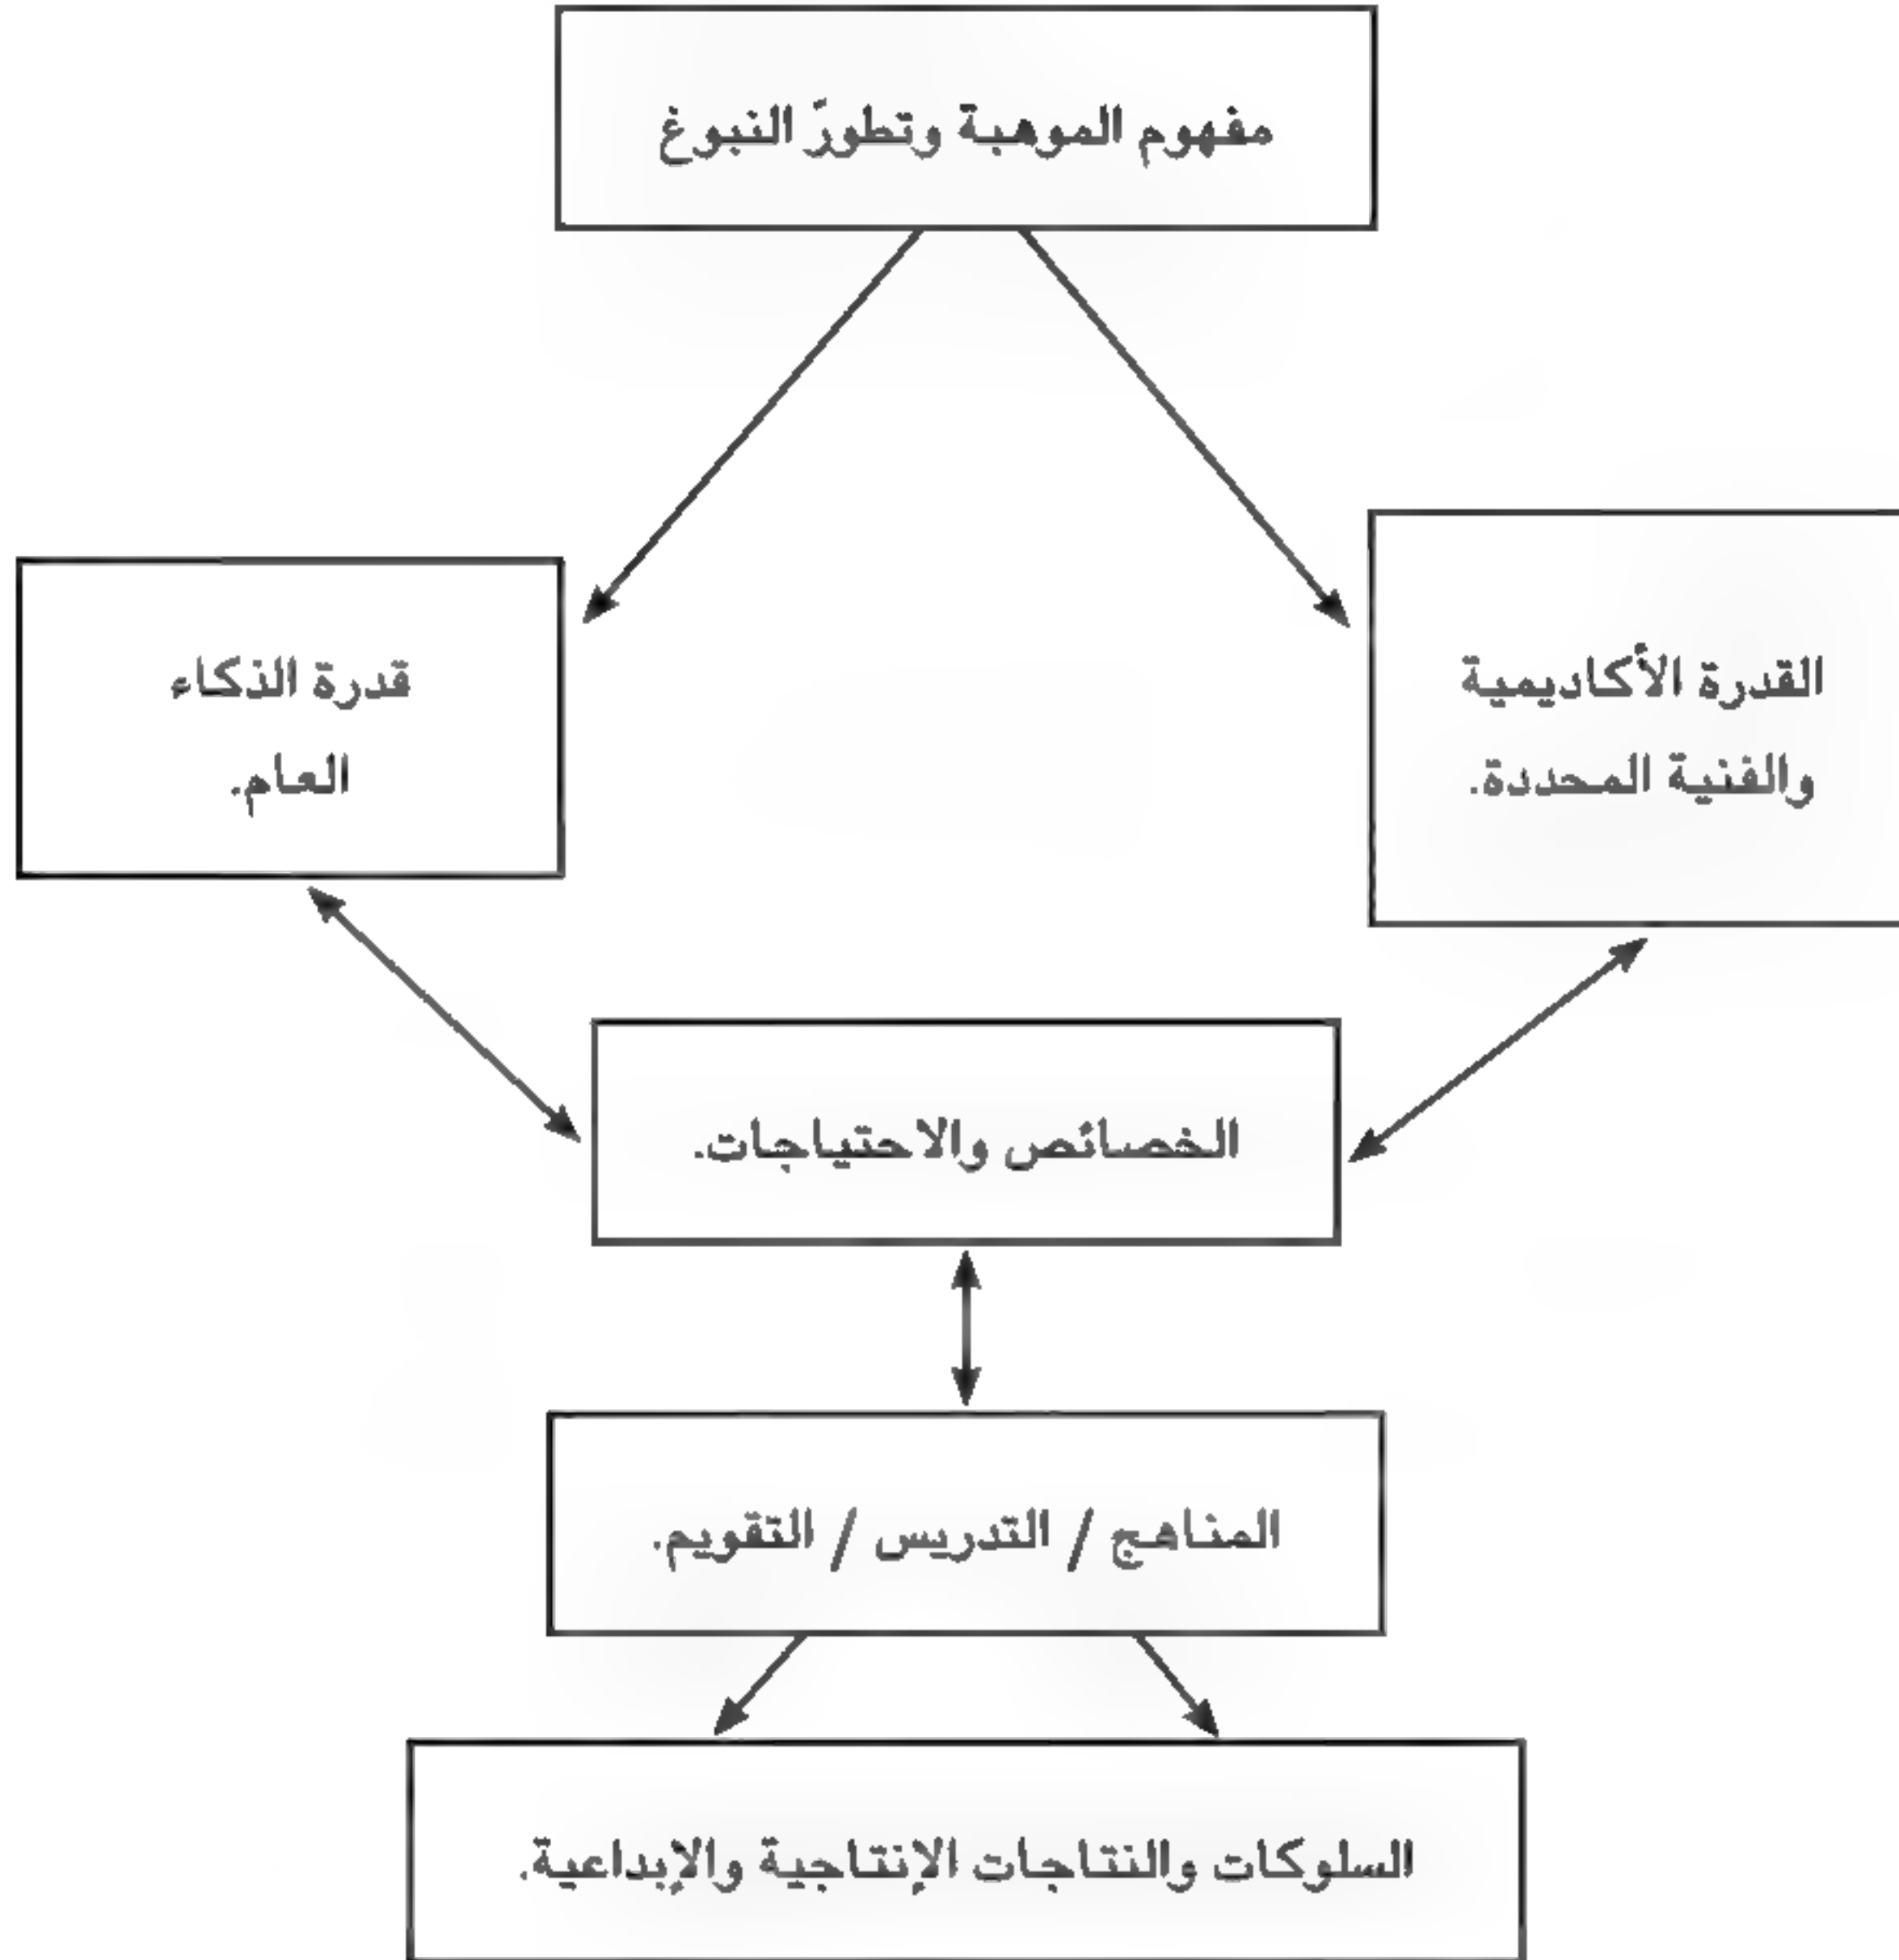 مفهوم الموهبة وتطورّ النبوغ
القدرة الأكاديمية
والفنية المحددة.
قدرة الذكاء
العام.
الخصائص والاحتياجات.
المناهج / التدريس / التقويم.
السلوكات والنتاجات الإنتاجية والإبداعية.